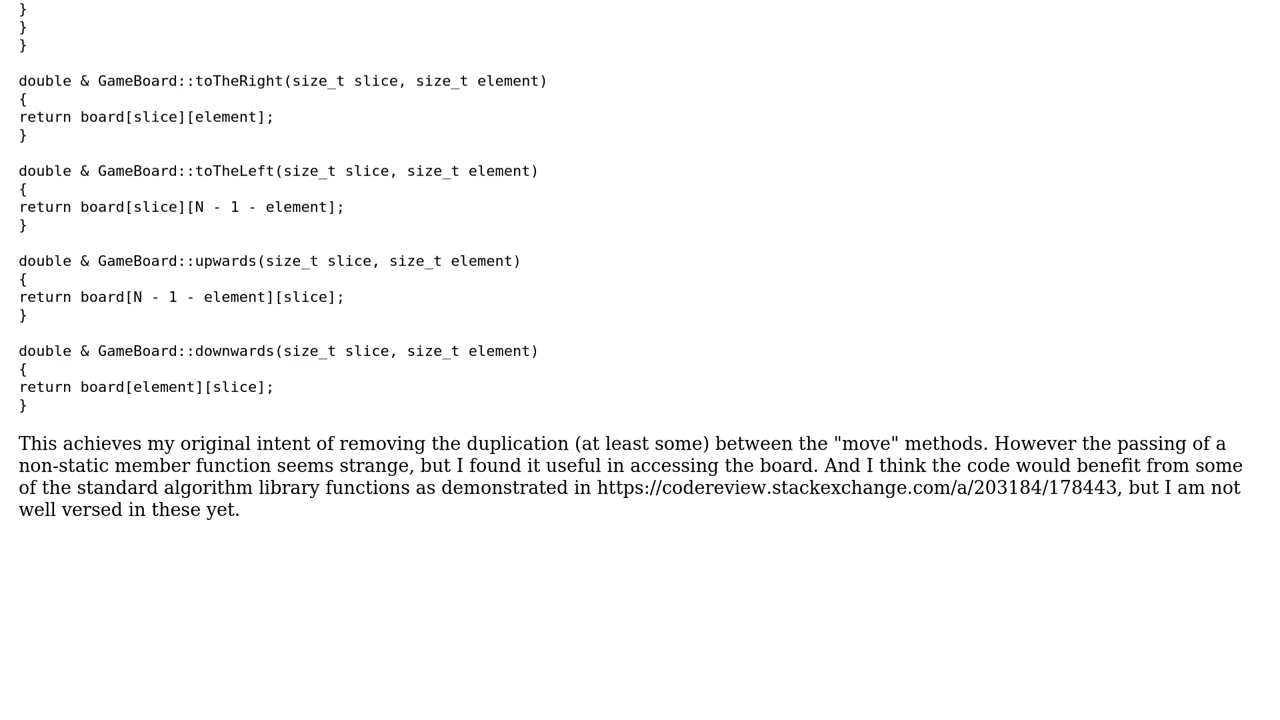 }
}
}
double & GameBoard::toTheRight(size_t slice, size_t element)
{
return board[slice][element];
}
double & GameBoard::toTheLeft(size_t slice, size_t element)
{
return board[slice][N - 1 - element];
}
double & GameBoard::upwards(size_t slice, size_t element)
{
return board[N - 1 - element][slice];
}
double & GameBoard::downwards(size_t slice, size_t element)
{
return board[element][slice];
}
This achieves my original intent of removing the duplication (at least some) between the "move" methods. However the passing of a
non-static member function seems strange, but I found it useful in accessing the board. And I think the code would benefit from some
of the standard algorithm library functions as demonstrated in https://codereview.stackexchange.com/a/203184/178443, but I am not
well versed in these yet.